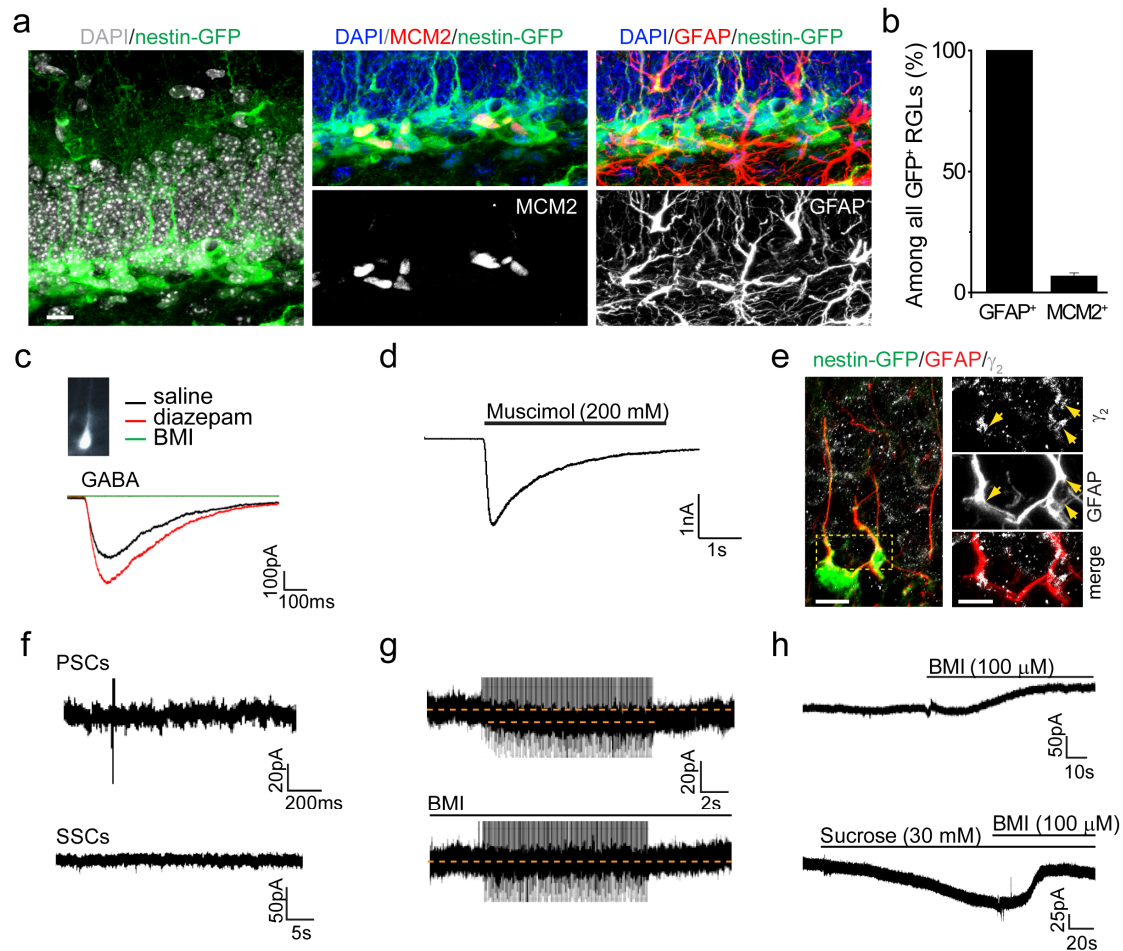 a
b
DAPI/nestin-GFP
DAPI/MCM2/nestin-GFP
DAPI/GFAP/nestin-GFP
MCM2
GFAP
Among all GFP⁺ RGLs (%)
100
50
0
GFAP⁺
MCM2⁺
c
saline
diazepam
BMI
GABA
100pA
100ms
d
Muscimol (200 mM)
1nA
1s
e
nestin-GFP/GFAP/γ₂
γ₂
GFAP
merge
f
PSCs
20pA
200ms
SSCs
50pA
5s
g
20pA
2s
BMI
h
BMI (100 μM)
50pA
10s
Sucrose (30 mM)
BMI (100 μM)
25pA
20s